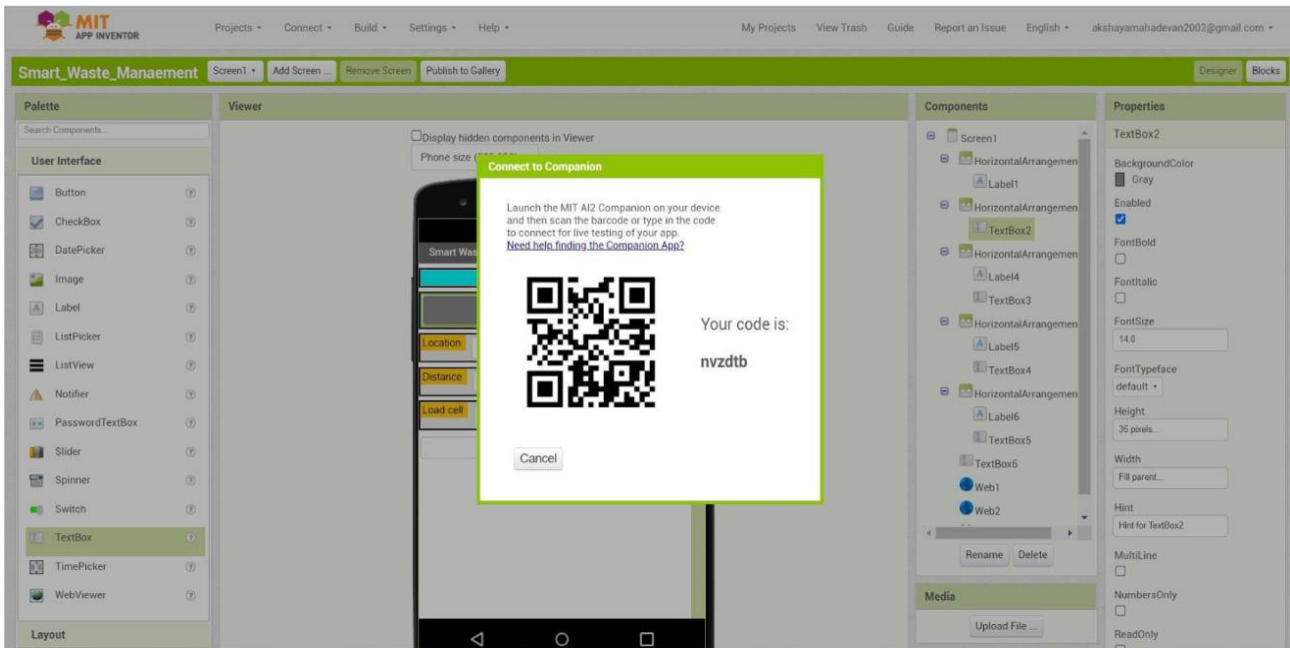 MIT
APP INVENTOR
Projects Connect Build Settings Help My Projects View Trash Guide Report an Issue English akshayamahadevan2002@gmail.com
Smart_Waste_Manaement Screen1 Add Screen ... Remove Screen Publish to Gallery Designer Blocks
Palette
Search Components...
User Interface
Button
CheckBox
DatePicker
Image
Label
ListPicker
ListView
Notifier
PasswordTextBox
Slider
Spinner
Switch
TextBox
TimePicker
WebViewer
Layout
Viewer
Display hidden components in Viewer
Phone size
Smart Was
Location
Distance
Load cell
Connect to Companion
Launch the MIT AI2 Companion on your device
and then scan the barcode or type in the code
to connect for live testing of your app.
Need help finding the Companion App?
Your code is:
nvzdtb
Cancel
Components
Screen1
HorizontalArrangemen
Label1
HorizontalArrangemen
TextBox2
HorizontalArrangemen
Label4
TextBox3
HorizontalArrangemen
Label5
TextBox4
HorizontalArrangemen
Label6
TextBox5
TextBox6
Web1
Web2
Rename Delete
Media
Upload File ...
Properties
TextBox2
BackgroundColor
Gray
Enabled
FontBold
FontItalic
FontSize
14.0
FontTypeface
default
Height
35 pixels...
Width
Fill parent...
Hint
Hint for TextBox2
MultiLine
NumbersOnly
ReadOnly